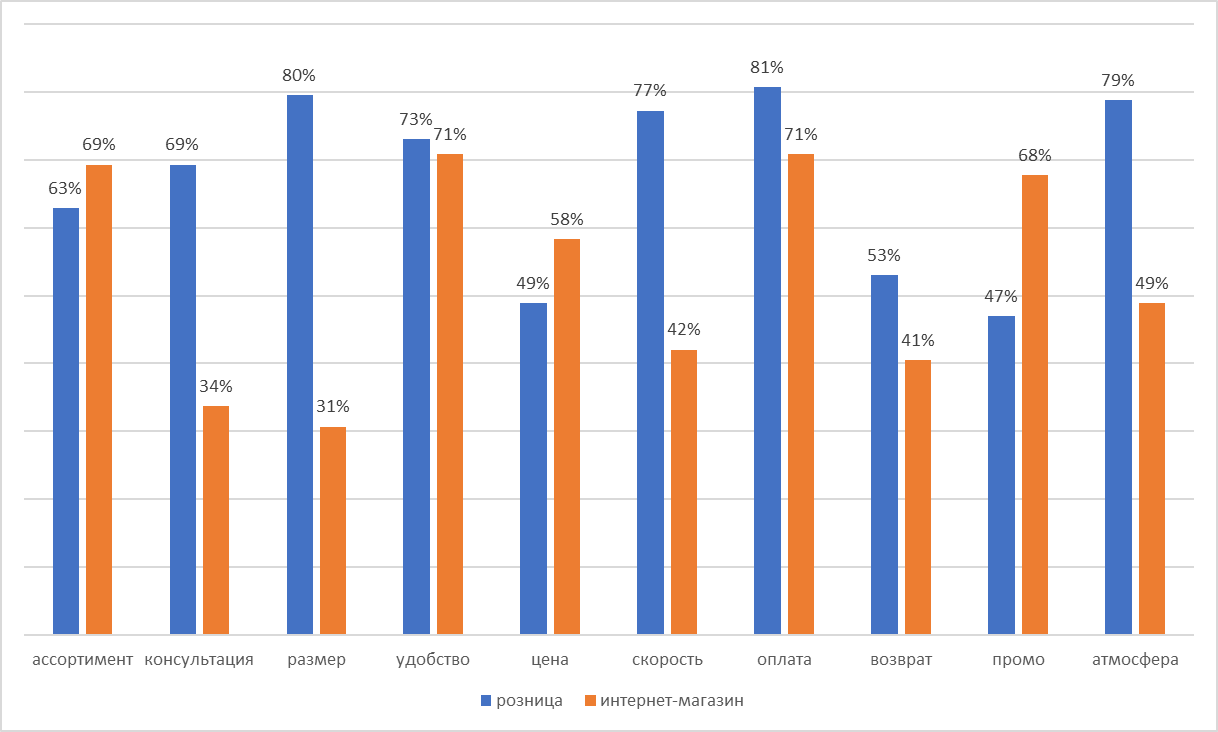 63% 69% 69% 34% 80% 31% 73% 71% 49% 58% 77% 42% 81% 71% 53% 41% 47% 68% 79% 49%
ассортимент консультация размер удобство цена скорость оплата возврат промо атмосфера
розница интернет-магазин